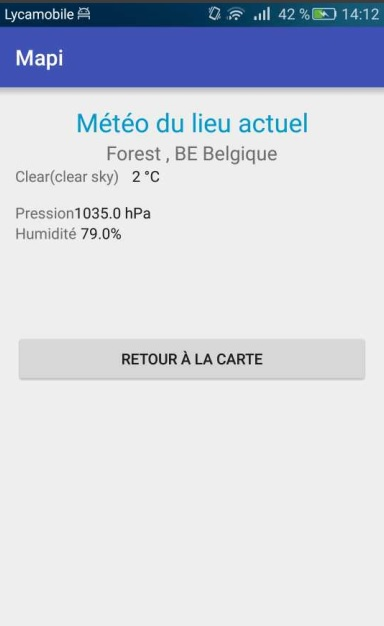 Lycamobile 42 % 14:12
Mapi
Météo du lieu actuel
Forest , BE Belgique
Clear(clear sky) 2 °C
Pression1035.0 hPa
Humidité 79.0%
RETOUR À LA CARTE